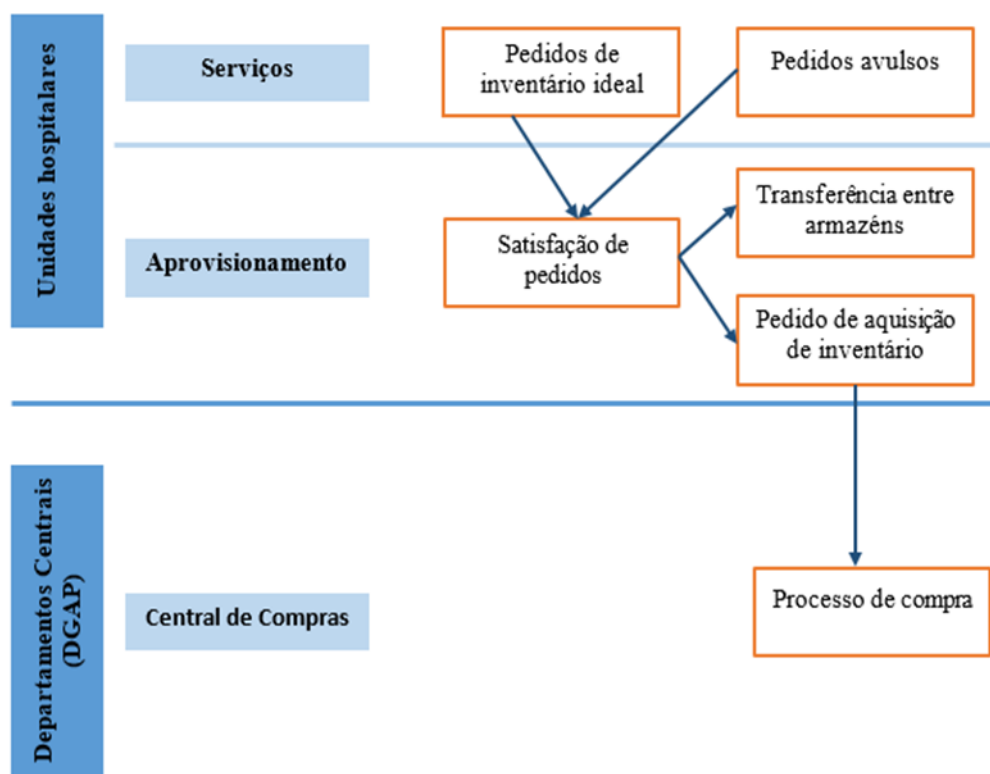 Unidades hospitalares
Serviços
Pedidos de
inventário ideal
Pedidos avulsos
Aprovisionamento
Satisfação de
pedidos
Transferência entre
armazéns
Pedido de aquisição
de inventário
Departamentos Centrais
(DGAP)
Central de Compras
Processo de compra